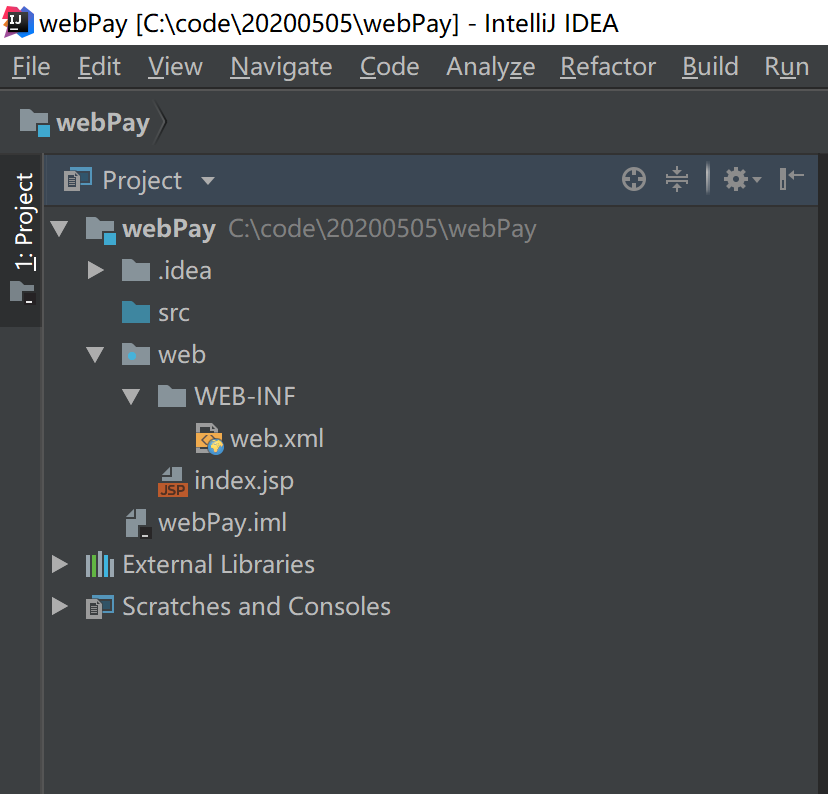 webPay [C:\code\20200505\webPay] - IntelliJ IDEA
File Edit View Navigate Code Analyze Refactor Build Run
webPay
1: Project
Project
webPay C:\code\20200505\webPay
.idea
src
web
WEB-INF
web.xml
JSP index.jsp
webPay.iml
External Libraries
Scratches and Consoles